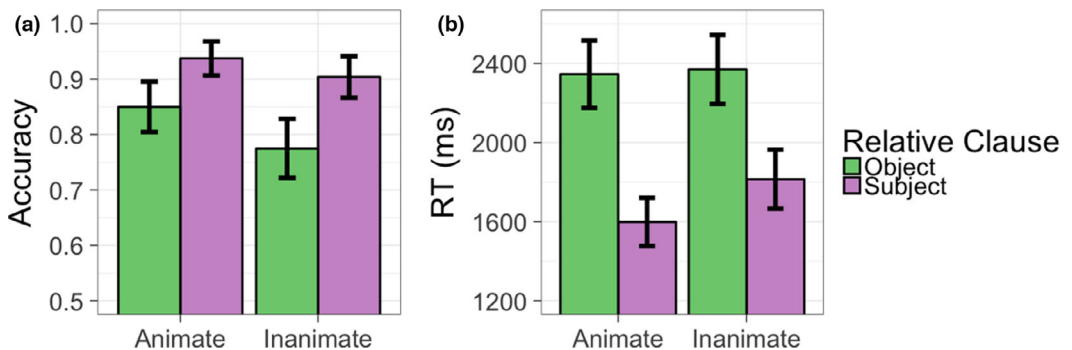 (a)
Accuracy
1.0
0.9
0.8
0.7
0.6
0.5
Animate Inanimate
(b)
RT (ms)
2400
2000
1600
1200
Animate Inanimate
Relative Clause
Object
Subject